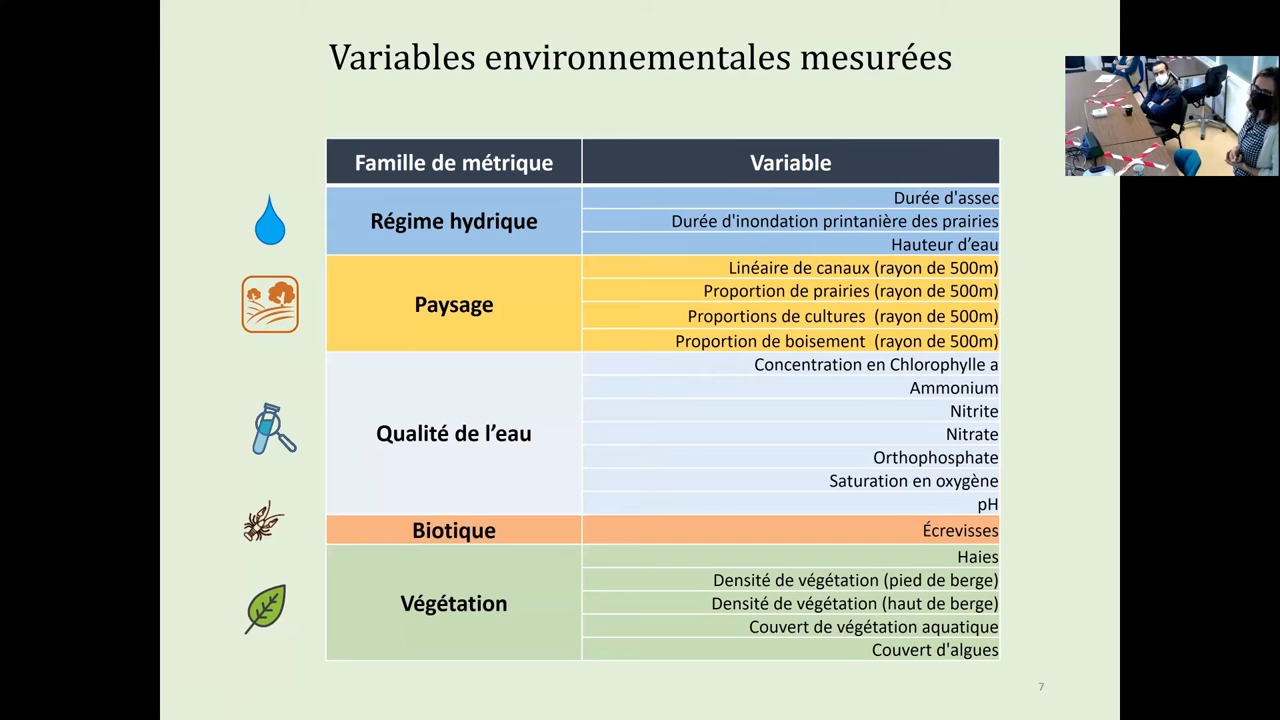 Variables environnementales mesurées
Famille de métrique
Variable
Régime hydrique
Durée d'assec
Durée d'inondation printanière des prairies
Hauteur d’eau
Paysage
Linéaire de canaux (rayon de 500m)
Proportion de prairies (rayon de 500m)
Proportions de cultures (rayon de 500m)
Proportion de boisement (rayon de 500m)
Qualité de l’eau
Concentration en Chlorophylle a
Ammonium
Nitrite
Nitrate
Orthophosphate
Saturation en oxygène
pH
Biotique
Écrevisses
Végétation
Haies
Densité de végétation (pied de berge)
Densité de végétation (haut de berge)
Couvert de végétation aquatique
Couvert d'algues
7